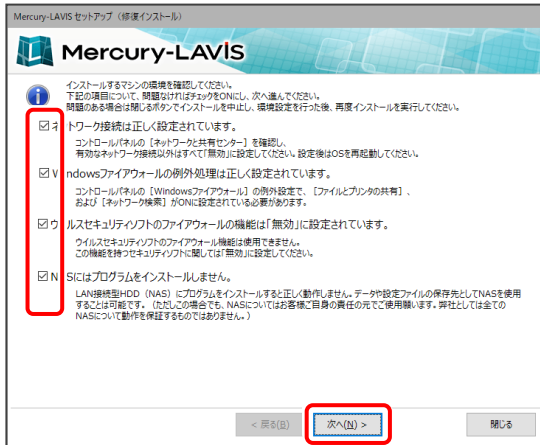 Mercury-LAVIS セットアップ（修復インストール）
Mercury-LAVIS
インストールするマシンの環境を確認してください。
下記の項目について、問題なければチェックをONにし、次へ進んでください。
問題のある場合は閉じるボタンでインストールを中止し、環境設定を行った後、再度インストールを実行してください。
ネットワーク接続は正しく設定されています。
コントロールパネルの［ネットワークと共有センター］を確認し、
有効なネットワーク接続以外はすべて「無効」に設定してください。設定後はOSを再起動してください。
Windowsファイアウォールの例外処理は正しく設定されています。
コントロールパネルの［Windowsファイアウォール］の例外設定で、［ファイルとプリンタの共有］、
および［ネットワーク検索］がONに設定されている必要があります。
ウイルスセキュリティソフトのファイアウォールの機能は「無効」に設定されています。
ウイルスセキュリティソフトのファイアウォール機能は使用できません。
この機能を持つセキュリティソフトに関しては「無効」に設定してください。
NASにはプログラムをインストールしません。
LAN接続型HDD（NAS）にプログラムをインストールすると正しく動作しません。データや設定ファイルの保存先としてNASを使用
することは可能です。（ただしこの場合でも、NASについてはお客様ご自身の責任の元でご使用願います。弊社としては全ての
NASについて動作を保証するものではありません。）
< 戻る(B) 次へ(N) > 閉じる